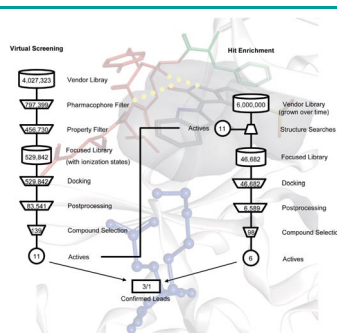 Virtual Screening
4,027,323
Vendor Libray
797,399
Pharmacophore Filter
456,730
Property Filter
529,842
Focused Library
(with ionization states)
529,842
Docking
83,541
Postprocessing
139
Compound Selection
11
Actives
Hit Enrichment
6,000,000
Vendor Library
(grown over time)
Actives
11
Structure Searches
46,682
Focused Library
46,682
Docking
6,589
Postprocessing
98
Compound Selectio
6
Actives
3/1
Confirmed Leads